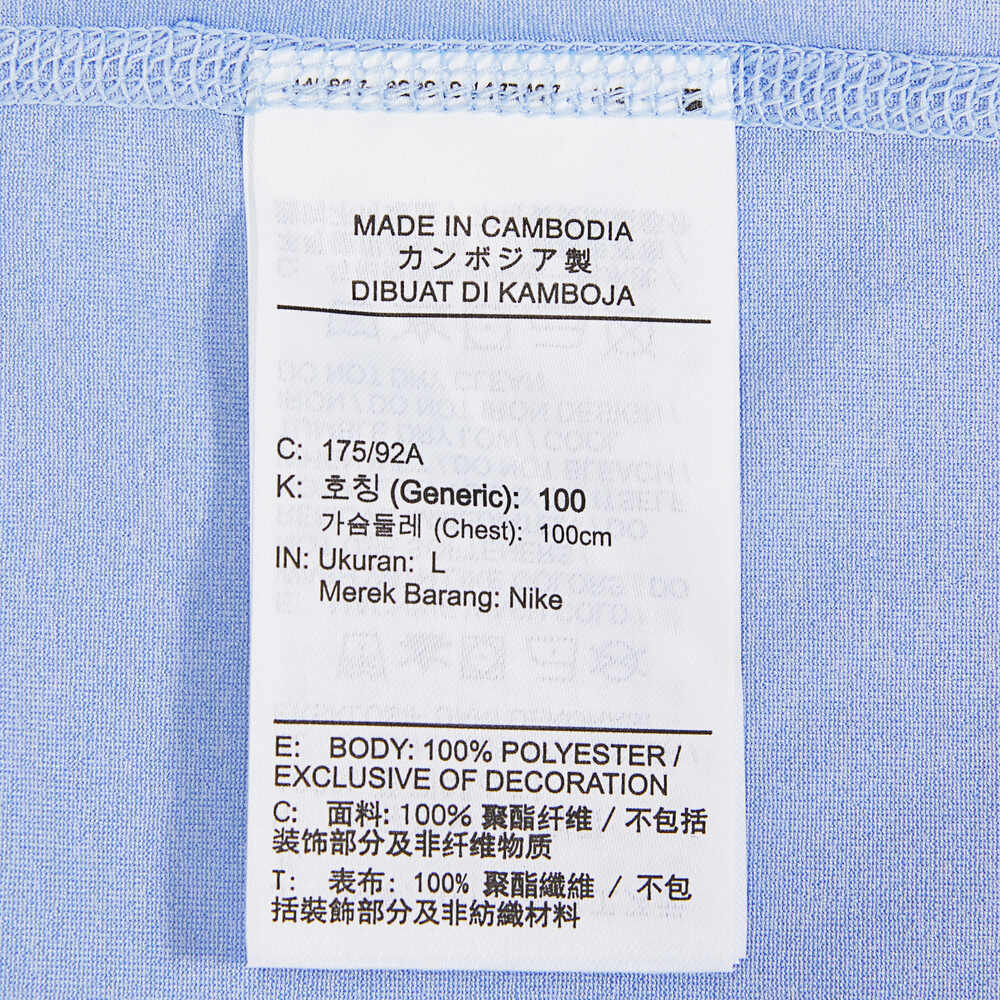 MADE IN CAMBODIA
カンボジア製
DIBUAT DI KAMBOJA
C: 175/92A
K: 호칭 (Generic): 100
가슴둘레 (Chest): 100cm
IN: Ukuran: L
Merek Barang: Nike
E: BODY: 100% POLYESTER /
EXCLUSIVE OF DECORATION
C: 面料: 100% 聚酯纤维 / 不包括
装饰部分及非纤维物质
T: 表布: 100% 聚酯纖維 / 不包
括裝飾部分及非紡織材料